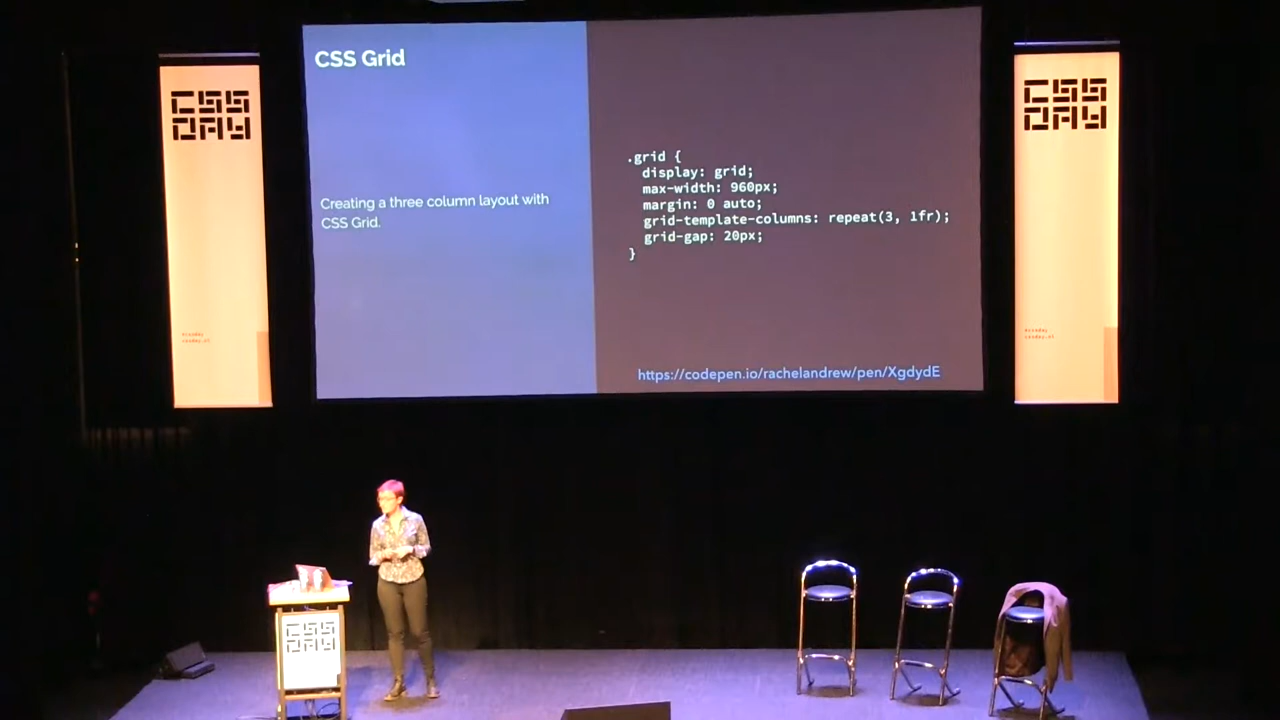 CSS Grid
Creating a three column layout with
CSS Grid.
.grid {
display: grid;
max-width: 960px;
margin: 0 auto;
grid-template-columns: repeat(3, 1fr);
grid-gap: 20px;
}
https://codepen.io/rachelandrew/pen/XgdydE
CSS
DAY
CSS
DAY
CSS
DAY